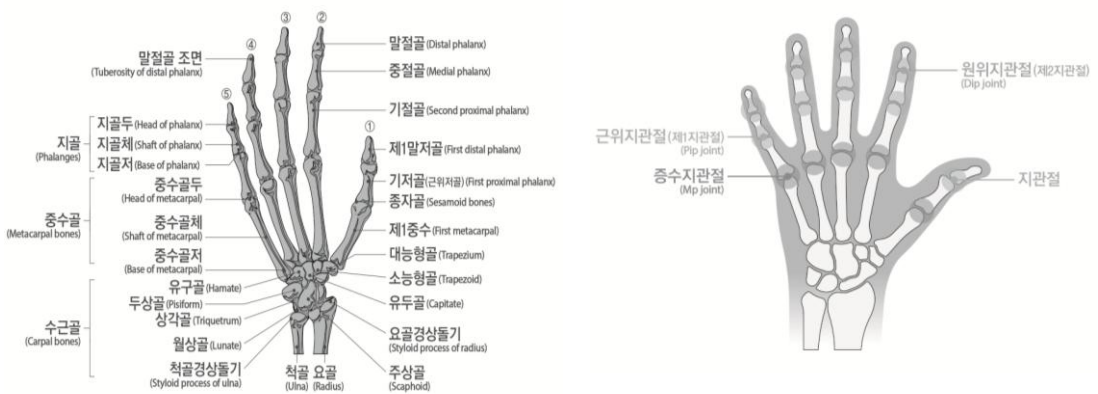 ③
②
④
말절골 조면
(Tuberosity of distal phalanx)
말절골 (Distal phalanx)
중절골 (Medial phalanx)
⑤
기절골 (Second proximal phalanx)
지골
(Phalanges)
지골두 (Head of phalanx)
지골체 (Shaft of phalanx)
지골저 (Base of phalanx)
①
제1말저골 (First distal phalanx)
중수골
(Metacarpal bones)
중수골두
(Head of metacarpal)
중수골체
(Shaft of metacarpal)
중수골저
(Base of metacarpal)
기저골(근위저골) (First proximal phalanx)
종자골 (Sesamoid bones)
제1중수 (First metacarpal)
대능형골 (Trapezium)
소능형골 (Trapezoid)
유두골 (Capitate)
요골경상돌기
(Styloid process of radius)
주상골
(Scaphoid)
수근골
(Carpal bones)
유구골 (Hamate)
두상골 (Pisiform)
상각골 (Triquetrum)
월상골 (Lunate)
척골경상돌기
(Styloid process of ulna)
척골
(Ulna)
요골
(Radius)
원위지관절 (제2지관절)
(Dip joint)
근위지관절 (제1지관절)
(Pip joint)
증수지관절
(Mp joint)
지관절